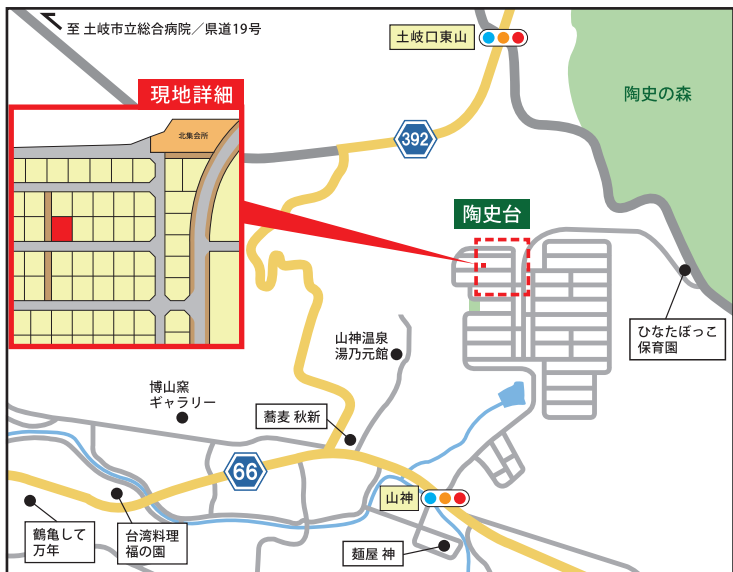 至 土岐市立総合病院／県道19号
土岐口東山
陶史の森
現地詳細
北集会所
392
陶史台
ひなたぼっこ
保育園
山神温泉
湯乃元館
博山窯
ギャラリー
蕎麦 秋新
66
山神
鶴亀して
万年
台湾料理
福の園
麺屋 神